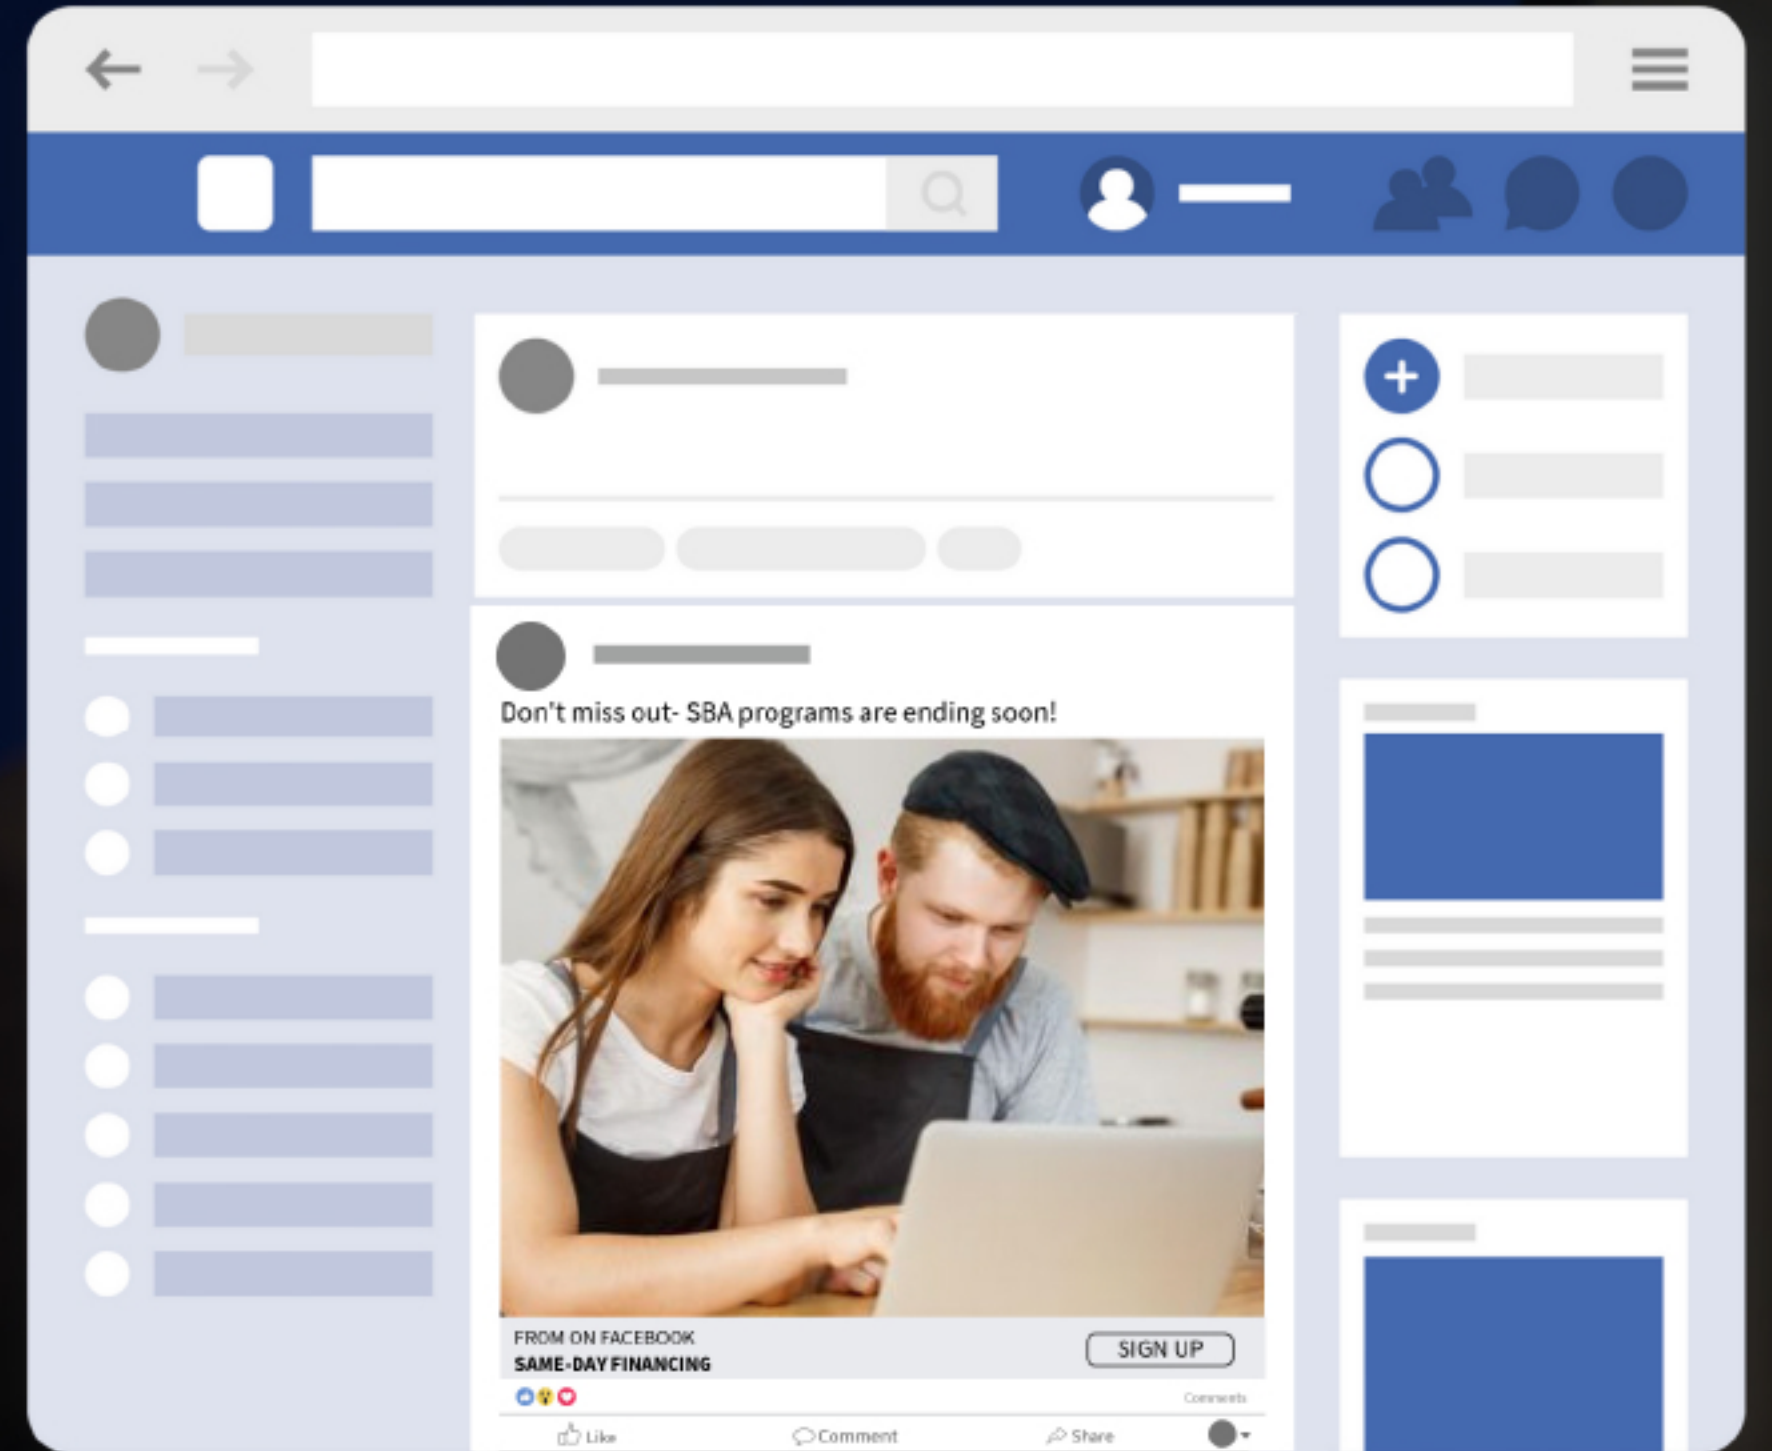 Don't miss out- SBA programs are ending soon!
FROM ON FACEBOOK
SAME-DAY FINANCING
SIGN UP
Comments
Like
Comment
Share